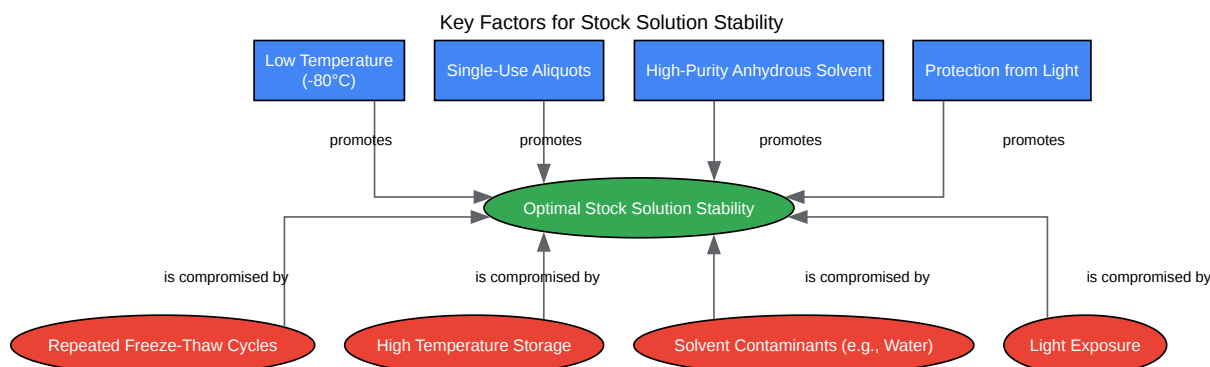 Key Factors for Stock Solution Stability
Low Temperature
(-80°C)
Single-Use Aliquots
High-Purity Anhydrous Solvent
Protection from Light
promotes
promotes
promotes
promotes
Optimal Stock Solution Stability
is compromised by
is compromised by
is compromised by
is compromised by
Repeated Freeze-Thaw Cycles
High Temperature Storage
Solvent Contaminants (e.g., Water)
Light Exposure